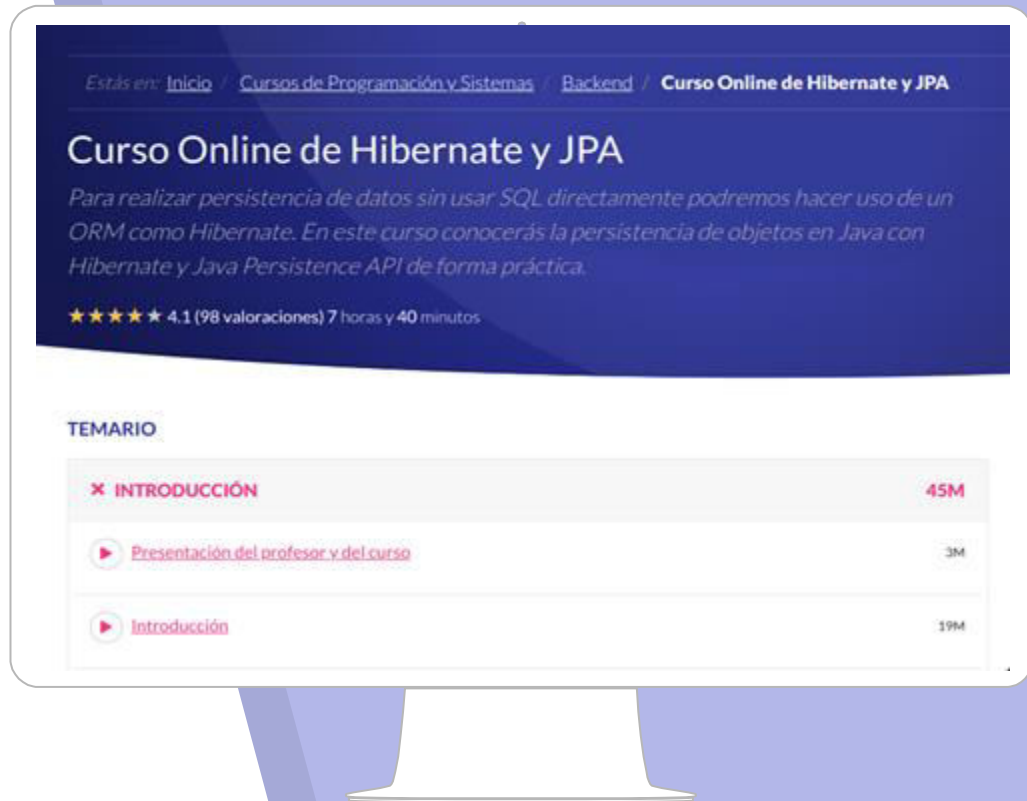 Estás en: Inicio / Cursos de Programación y Sistemas / Backend / Curso Online de Hibernate y JPA
Curso Online de Hibernate y JPA
Para realizar persistencia de datos sin usar SQL directamente podremos hacer uso de un
ORM como Hibernate. En este curso conocerás la persistencia de objetos en Java con
Hibernate y Java Persistence API de forma práctica.
4.1 (98 valoraciones) 7 horas y 40 minutos
TEMARIO
INTRODUCCIÓN 45M
Presentación del profesor y del curso 3M
Introducción 19M